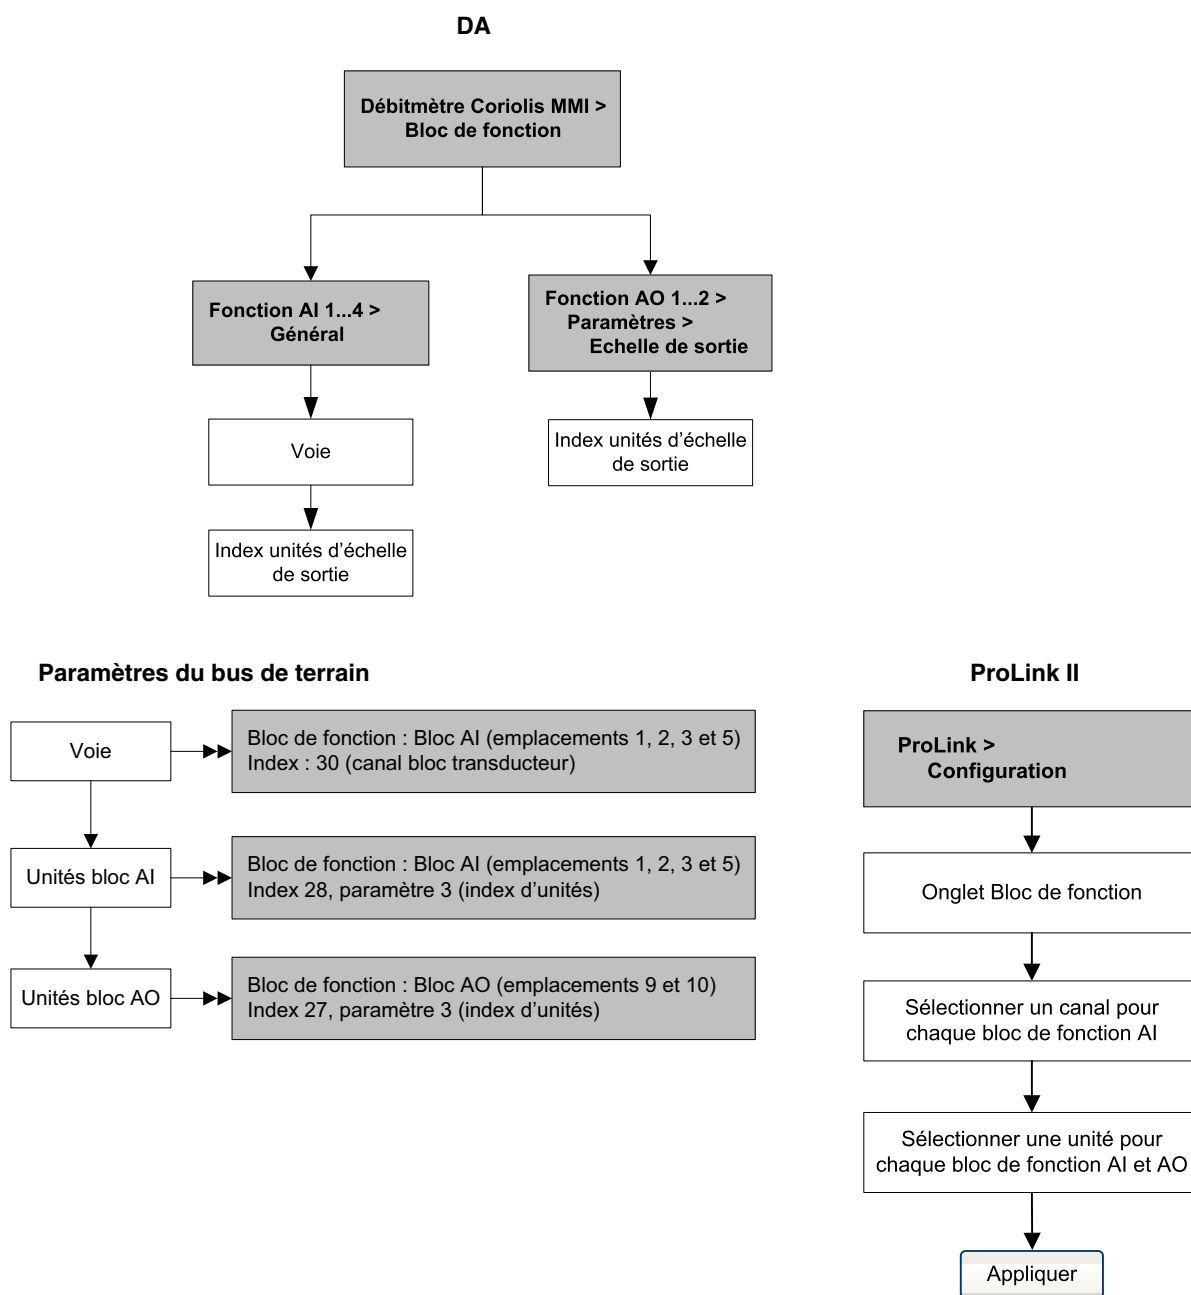 DA
Débitmètre Coriolis MMI >
Bloc de fonction
Fonction AI 1...4 >
Général
Fonction AO 1...2 >
Paramètres >
Echelle de sortie
Voie
Index unités d'échelle
de sortie
Index unités d'échelle
de sortie
Paramètres du bus de terrain
Voie
Bloc de fonction : Bloc AI (emplacements 1, 2, 3 et 5)
Index : 30 (canal bloc transducteur)
Unités bloc AI
Bloc de fonction : Bloc AI (emplacements 1, 2, 3 et 5)
Index 28, paramètre 3 (index d'unités)
Unités bloc AO
Bloc de fonction : Bloc AO (emplacements 9 et 10)
Index 27, paramètre 3 (index d'unités)
ProLink II
ProLink >
Configuration
Onglet Bloc de fonction
Sélectionner un canal pour
chaque bloc de fonction AI
Sélectionner une unité pour
chaque bloc de fonction AI et AO
Appliquer